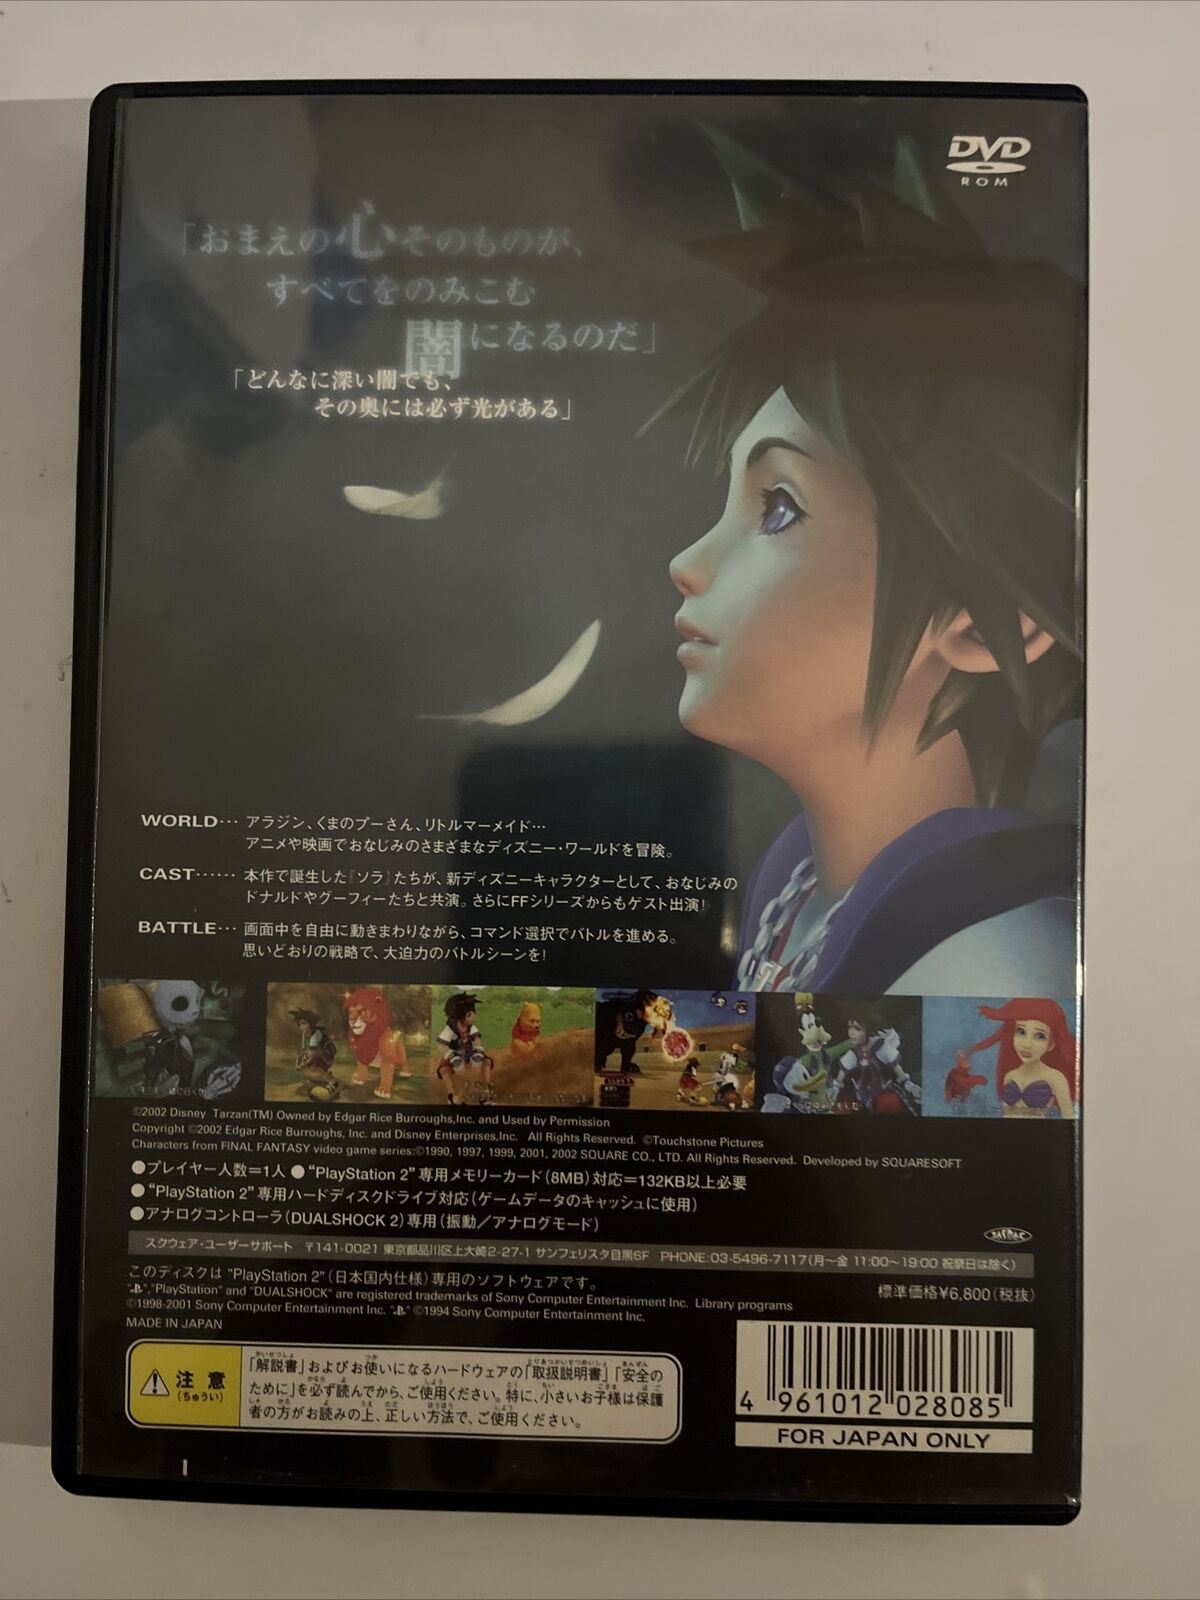 DVD
ROM
「おまえの心そのものが、
すべてをのみこむ
闇になるのだ」
「どんなに深い闇でも、
その奥には必ず光がある」
WORLD… アラジン、くまのプーさん、リトルマーメイド…
アニメや映画でおなじみのさまざまなディズニー・ワールドを冒険。
CAST…… 本作で誕生した『ソラ』たちが、新ディズニーキャラクターとして、おなじみの
ドナルドやグーフィーたちと共演。さらにFFシリーズからもゲスト出演!
BATTLE… 画面中を自由に動きまわりながら、コマンド選択でバトルを進める。
思いどおりの戦略で、大迫力のバトルシーンを!
©2002 Disney Tarzan(TM) Owned by Edgar Rice Burroughs,Inc. and Used by Permission
Copyright ©2002 Edgar Rice Burroughs, Inc. and Disney Enterprises,Inc. All Rights Reserved. ©Touchstone Pictures
Characters from FINAL FANTASY video game series:©1990, 1997, 1999, 2001, 2002 SQUARE CO., LTD. All Rights Reserved. Developed by SQUARESOFT
●プレイヤー人数=1人 ●"PlayStation 2"専用メモリーカード(8MB)対応=132KB以上必要
●"PlayStation 2"専用ハードディスクドライブ対応(ゲームデータのキャッシュに使用)
●アナログコントローラ(DUALSHOCK 2)専用(振動/アナログモード)
スクウェア・ユーザーサポート 〒141-0021 東京都品川区上大崎2-27-1 サンフェリスタ目黒6F PHONE:03-5496-7117(月~金 11:00~19:00 祝祭日は除く)
このディスクは "PlayStation 2"(日本国内仕様)専用のソフトウェアです。
標準価格¥6,800(税抜)
"PS","PlayStation" and "DUALSHOCK" are registered trademarks of Sony Computer Entertainment Inc. Library programs
©1998-2001 Sony Computer Entertainment Inc. "PS" ©1994 Sony Computer Entertainment Inc.
MADE IN JAPAN
注意
(ちゅうい)
「解説書」およびお使いになるハードウェアの「取扱説明書」「安全の
ために」を必ず読んでから、ご使用ください。特に、小さいお子様は保護
者の方がお読みの上、正しい方法で、ご使用ください。
4 961012 028085
FOR JAPAN ONLY